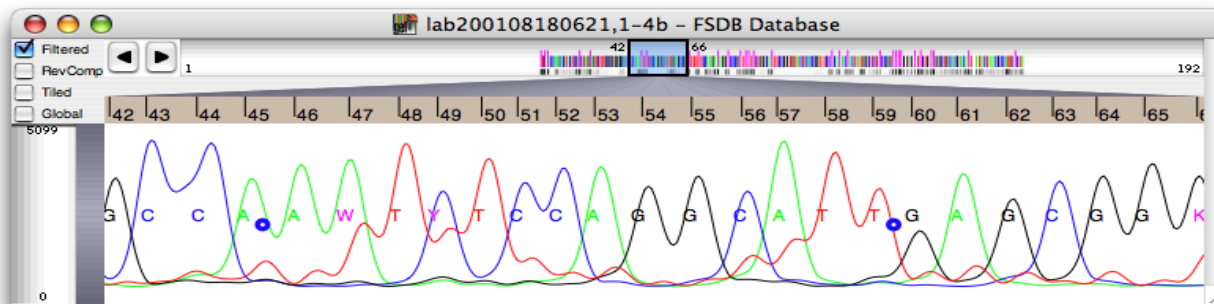 lab200108180621,1-4b - FSDB Database
Filtered
RevComp
Tiled
Global
1 42 66 192
42 43 44 45 46 47 48 49 50 51 52 53 54 55 56 57 58 59 60 61 62 63 64 65
5099
G C C A A W T Y T C C A G G C A T T G A G C G G K
0